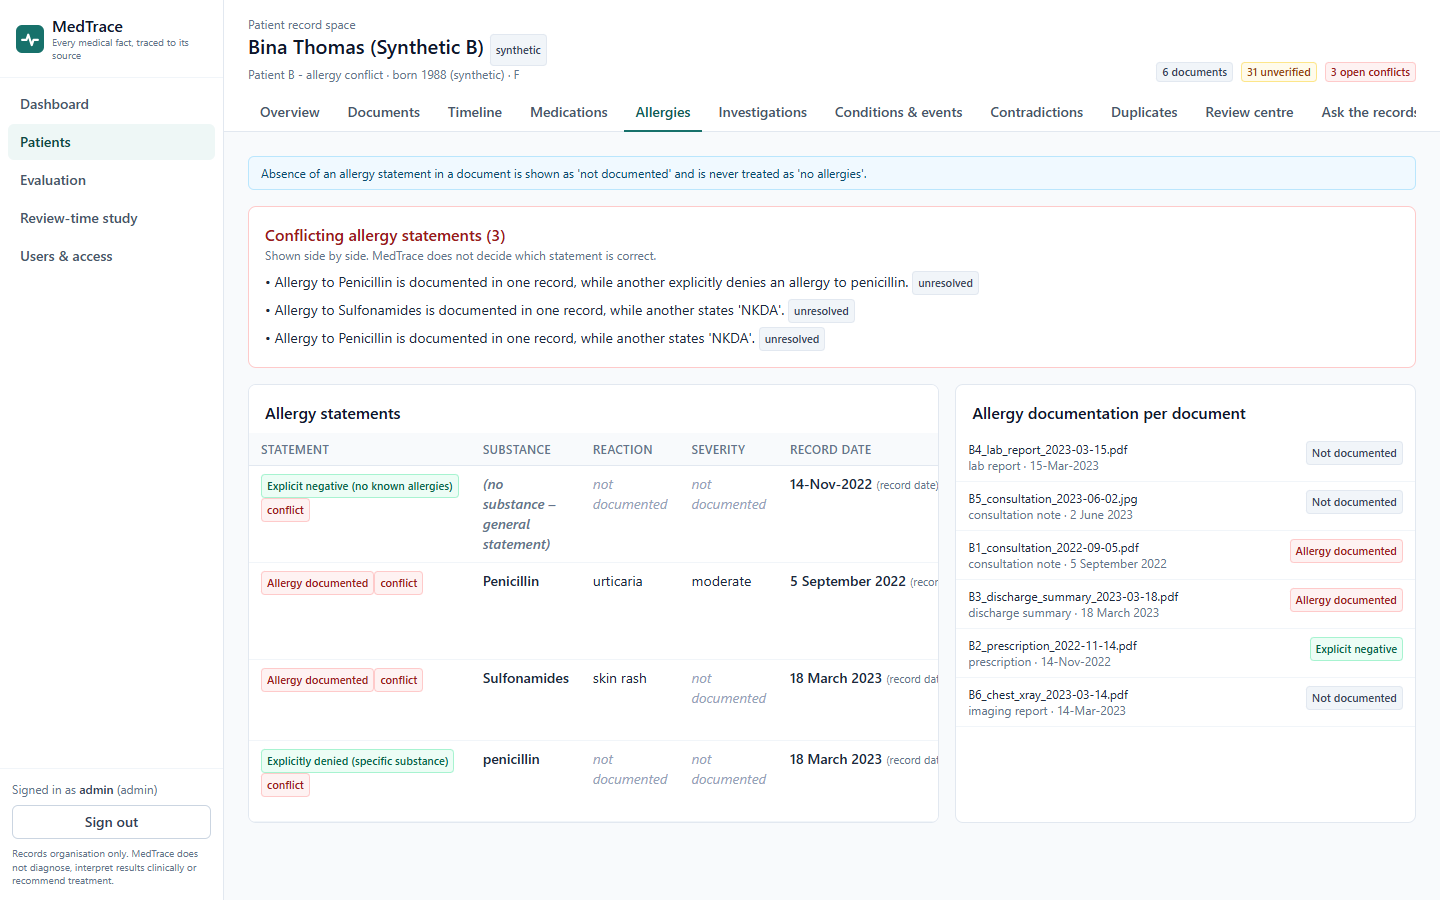 MedTrace
Every medical fact, traced to its
source
Dashboard
Patients
Evaluation
Review-time study
Users & access
Signed in as admin (admin)
Sign out
Records organisation only. MedTrace does
not diagnose, interpret results clinically or
recommend treatment.
Patient record space
Bina Thomas (Synthetic B) synthetic
Patient B - allergy conflict · born 1988 (synthetic) · F
6 documents 31 unverified 3 open conflicts
Overview Documents Timeline Medications Allergies Investigations Conditions & events Contradictions Duplicates Review centre Ask the records
Absence of an allergy statement in a document is shown as 'not documented' and is never treated as 'no allergies'.
Conflicting allergy statements (3)
Shown side by side. MedTrace does not decide which statement is correct.
• Allergy to Penicillin is documented in one record, while another explicitly denies an allergy to penicillin. unresolved
• Allergy to Sulfonamides is documented in one record, while another states 'NKDA'. unresolved
• Allergy to Penicillin is documented in one record, while another states 'NKDA'. unresolved
Allergy statements
STATEMENT SUBSTANCE REACTION SEVERITY RECORD DATE
Explicit negative (no known allergies) (no not not 14-Nov-2022 (record date)
conflict substance – documented documented
general
statement)
Allergy documented conflict Penicillin urticaria moderate 5 September 2022 (recor
Allergy documented conflict Sulfonamides skin rash not 18 March 2023 (record dat
documented
Explicitly denied (specific substance) penicillin not not 18 March 2023 (record dat
conflict documented documented
Allergy documentation per document
B4_lab_report_2023-03-15.pdf Not documented
lab report · 15-Mar-2023
B5_consultation_2023-06-02.jpg Not documented
consultation note · 2 June 2023
B1_consultation_2022-09-05.pdf Allergy documented
consultation note · 5 September 2022
B3_discharge_summary_2023-03-18.pdf Allergy documented
discharge summary · 18 March 2023
B2_prescription_2022-11-14.pdf Explicit negative
prescription · 14-Nov-2022
B6_chest_xray_2023-03-14.pdf Not documented
imaging report · 14-Mar-2023